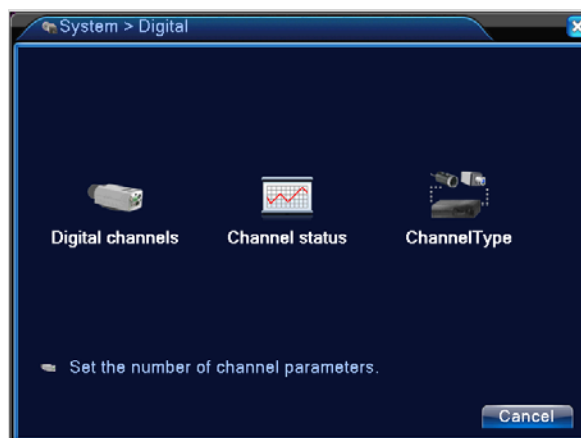 System > Digital
Digital channels Channel status ChannelType
Set the number of channel parameters.
Cancel